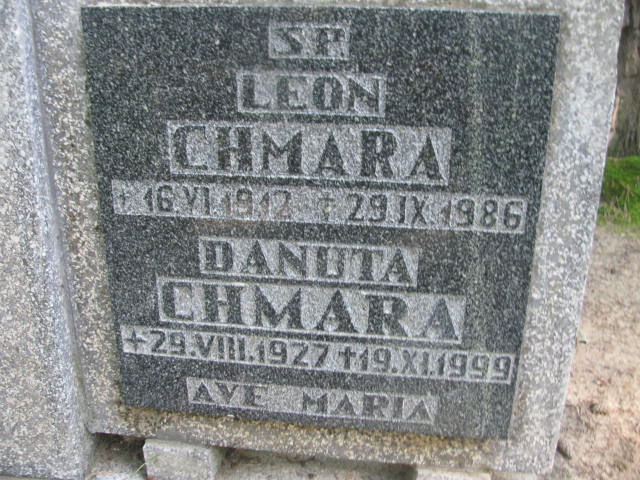 SP
LEON
CHMARA
+ 16.VI.1912 + 29.IX.1986
DANUTA
CHMARA
+29.VIII.1927 +19.XI.1999
AVE MARIA